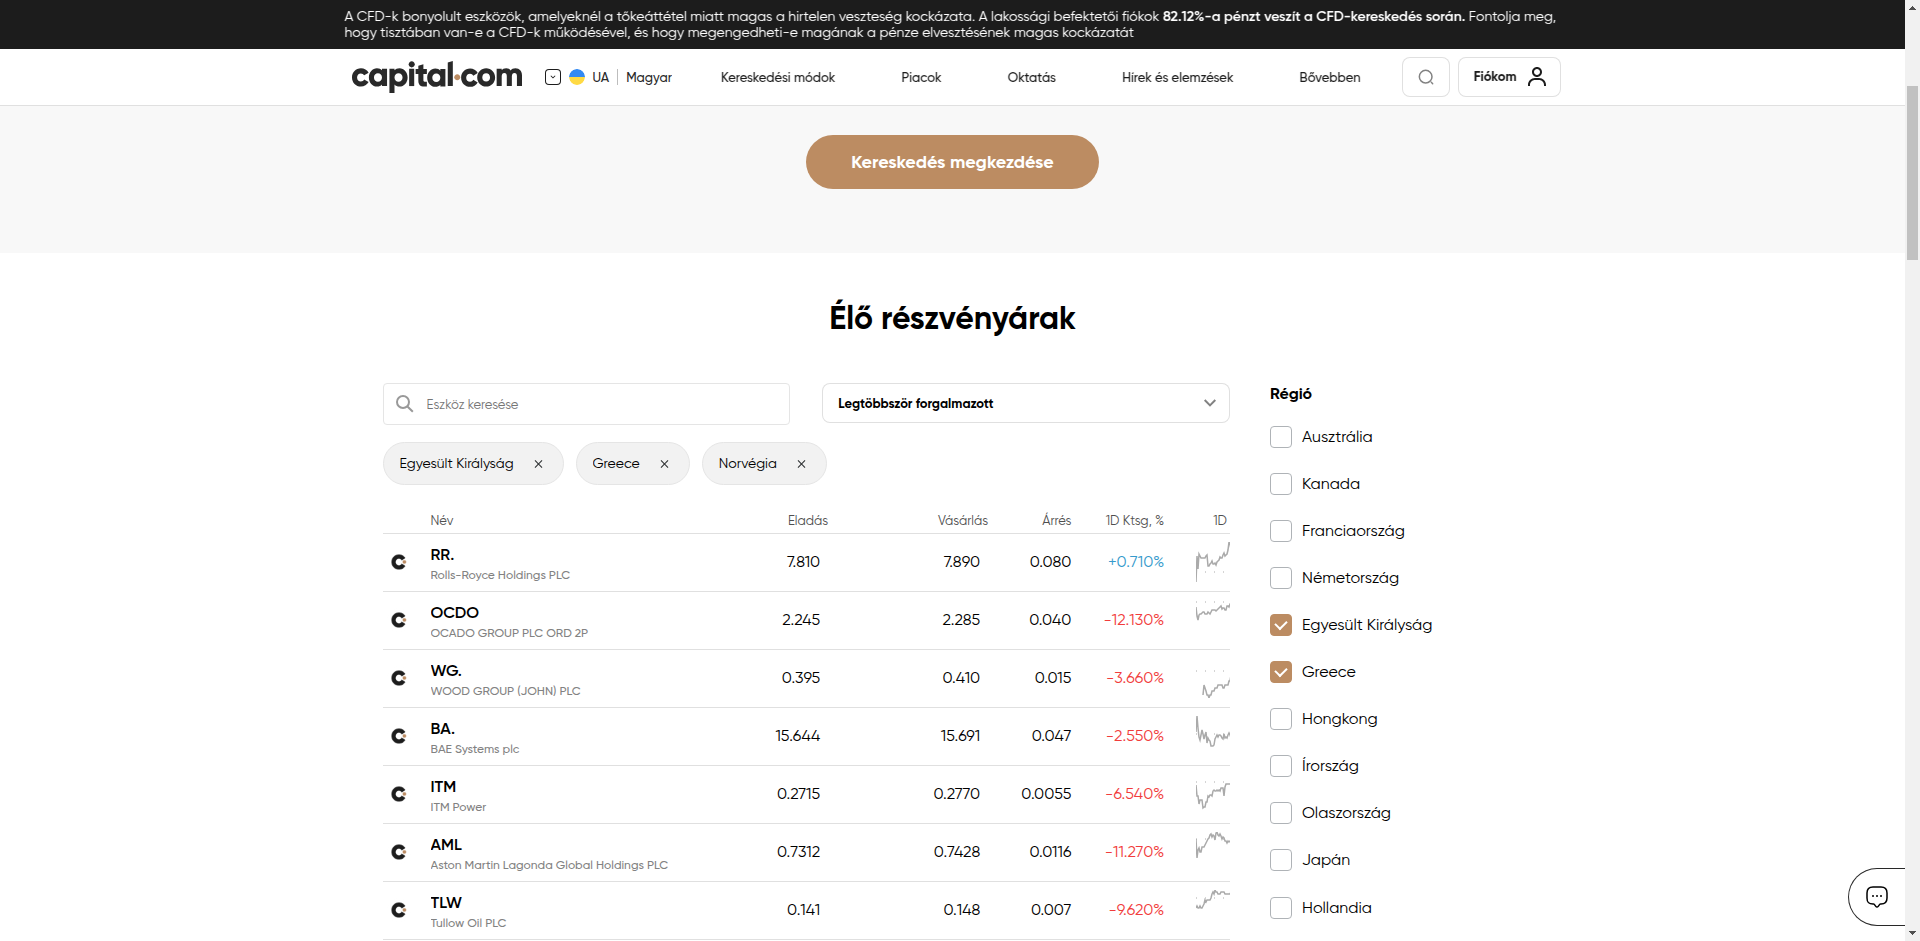 A CFD-k bonyolult eszközök, amelyeknél a tőkeáttétel miatt magas a hirtelen veszteség kockázata. A lakossági befektetői fiókok 82.12%-a pénzt veszít a CFD-kereskedés során. Fontolja meg,
hogy tisztában van-e a CFD-k működésével, és hogy megengedheti-e magának a pénze elvesztésének magas kockázatát
capital.com
UA
Magyar
Kereskedési módok
Piacok
Oktatás
Hírek és elemzések
Bővebben
Fiókom
Kereskedés megkezdése
Élő részvényárak
Eszköz keresése
Legtöbbször forgalmazott
Egyesült Királyság
Greece
Norvégia
Név Eladás Vásárlás Árrés 1D Ktsg, % 1D
RR. 7.810 7.890 0.080 +0.710%
Rolls-Royce Holdings PLC
OCDO 2.245 2.285 0.040 -12.130%
OCADO GROUP PLC ORD 2P
WG. 0.395 0.410 0.015 -3.660%
WOOD GROUP (JOHN) PLC
BA. 15.644 15.691 0.047 -2.550%
BAE Systems plc
ITM 0.2715 0.2770 0.0055 -6.540%
ITM Power
AML 0.7312 0.7428 0.0116 -11.270%
Aston Martin Lagonda Global Holdings PLC
TLW 0.141 0.148 0.007 -9.620%
Tullow Oil PLC
Régió
Ausztrália
Kanada
Franciaország
Németország
Egyesült Királyság
Greece
Hongkong
Írország
Olaszország
Japán
Hollandia